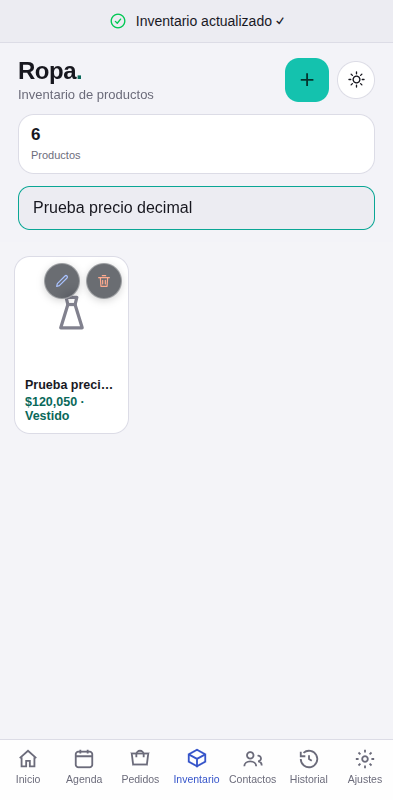 Inventario actualizado ✓
Ropa.
Inventario de productos
6
Productos
Prueba precio decimal
Prueba preci...
$120,050 ·
Vestido
Inicio
Agenda
Pedidos
Inventario
Contactos
Historial
Ajustes